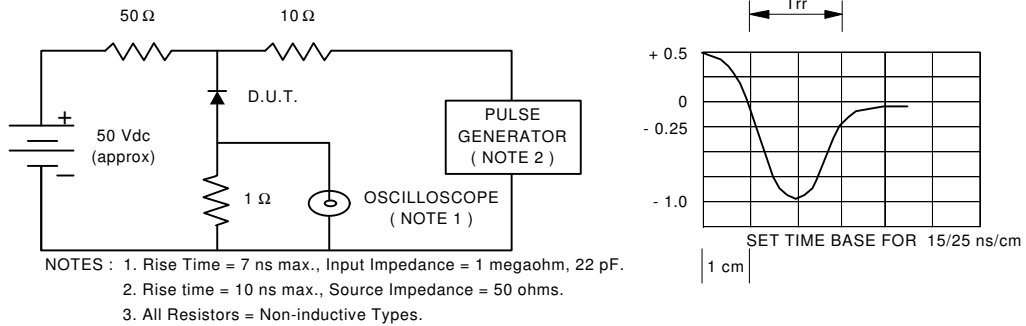 50 Ω
10 Ω
+
50 Vdc
(approx)
−
D.U.T.
1 Ω
OSCILLOSCOPE
( NOTE 1 )
PULSE
GENERATOR
( NOTE 2 )
NOTES : 1. Rise Time = 7 ns max., Input Impedance = 1 megaohm, 22 pF.
2. Rise time = 10 ns max., Source Impedance = 50 ohms.
3. All Resistors = Non-inductive Types.
Trr
+ 0.5
0
- 0.25
- 1.0
SET TIME BASE FOR 15/25 ns/cm
1 cm